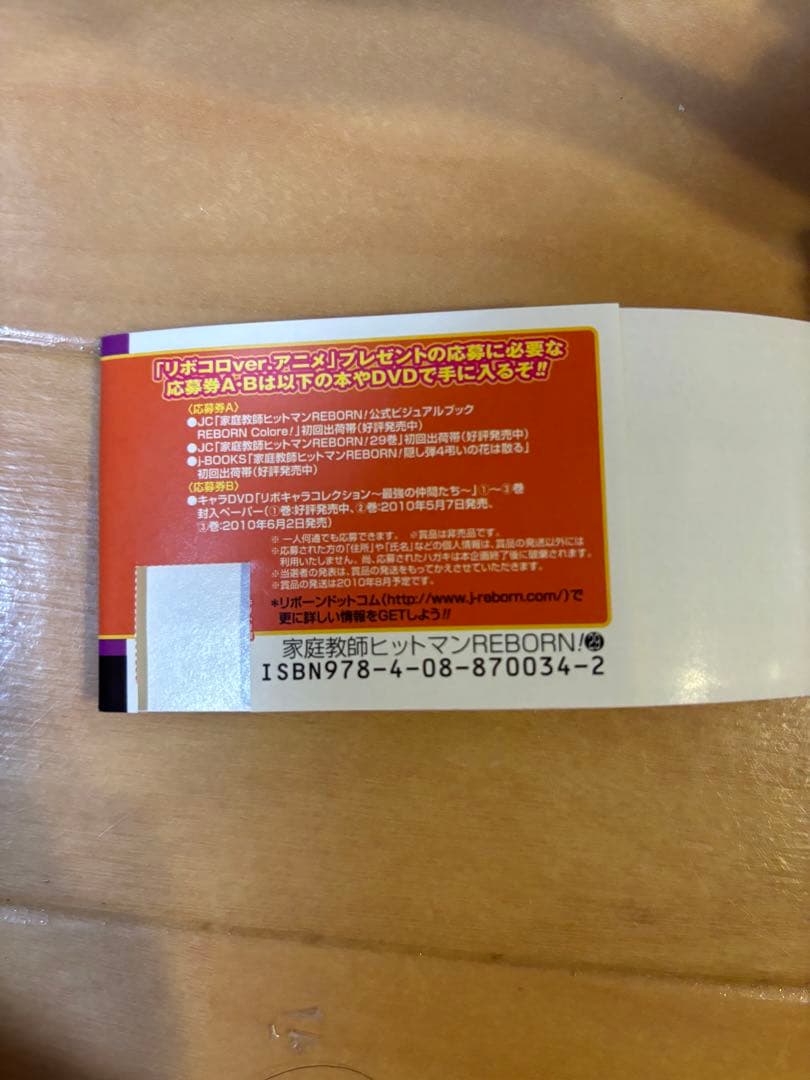 「リボコロver.アニメ」プレゼントの応募に必要な
応募券A・Bは以下の本やDVDで手に入るぞ!!
〈応募券A〉
●JC「家庭教師ヒットマンREBORN!公式ビジュアルブック
REBORN Colore!」初回出荷帯(好評発売中)
●JC「家庭教師ヒットマンREBORN!29巻」初回出荷帯(好評発売中)
●j-BOOKS「家庭教師ヒットマンREBORN!隠し弾4弔いの花は散る」
初回出荷帯(好評発売中)
〈応募券B〉
●キャラDVD「リボキャラコレクション〜最強の仲間たち〜」①〜③巻
封入ペーパー(①巻:好評発売中、②巻:2010年5月7日発売、
③巻:2010年6月2日発売)
※ 一人何通でも応募できます。 ※賞品は非売品です。
※応募された方の「住所」や「氏名」などの個人情報は、賞品の発送以外には
利用いたしません。尚、応募されたハガキは本企画終了後に破棄されます。
※当選者の発表は、賞品の発送をもってかえさせていただきます。
※賞品の発送は2010年8月予定です。
*リボーンドットコム(http://www.j-reborn.com/)で
更に詳しい情報をGETしよう!!
家庭教師ヒットマンREBORN!㉙
ISBN978-4-08-870034-2